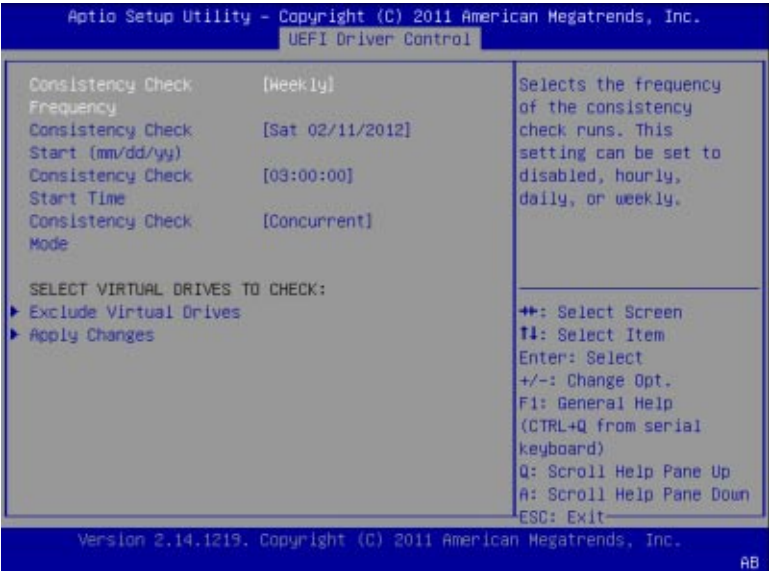 Aptio Setup Utility – Copyright (C) 2011 American Megatrends, Inc.
UEFI Driver Control
Consistency Check [Weekly]
Frequency
Consistency Check [Sat 02/11/2012]
Start (mm/dd/yy)
Consistency Check [03:00:00]
Start Time
Consistency Check [Concurrent]
Mode
SELECT VIRTUAL DRIVES TO CHECK:
Exclude Virtual Drives
Apply Changes
Selects the frequency
of the consistency
check runs. This
setting can be set to
disabled, hourly,
daily, or weekly.
→←: Select Screen
↑↓: Select Item
Enter: Select
+/-: Change Opt.
F1: General Help
(CTRL+Q from serial
keyboard)
Q: Scroll Help Pane Up
A: Scroll Help Pane Down
ESC: Exit
Version 2.14.1219. Copyright (C) 2011 American Megatrends, Inc.
AB